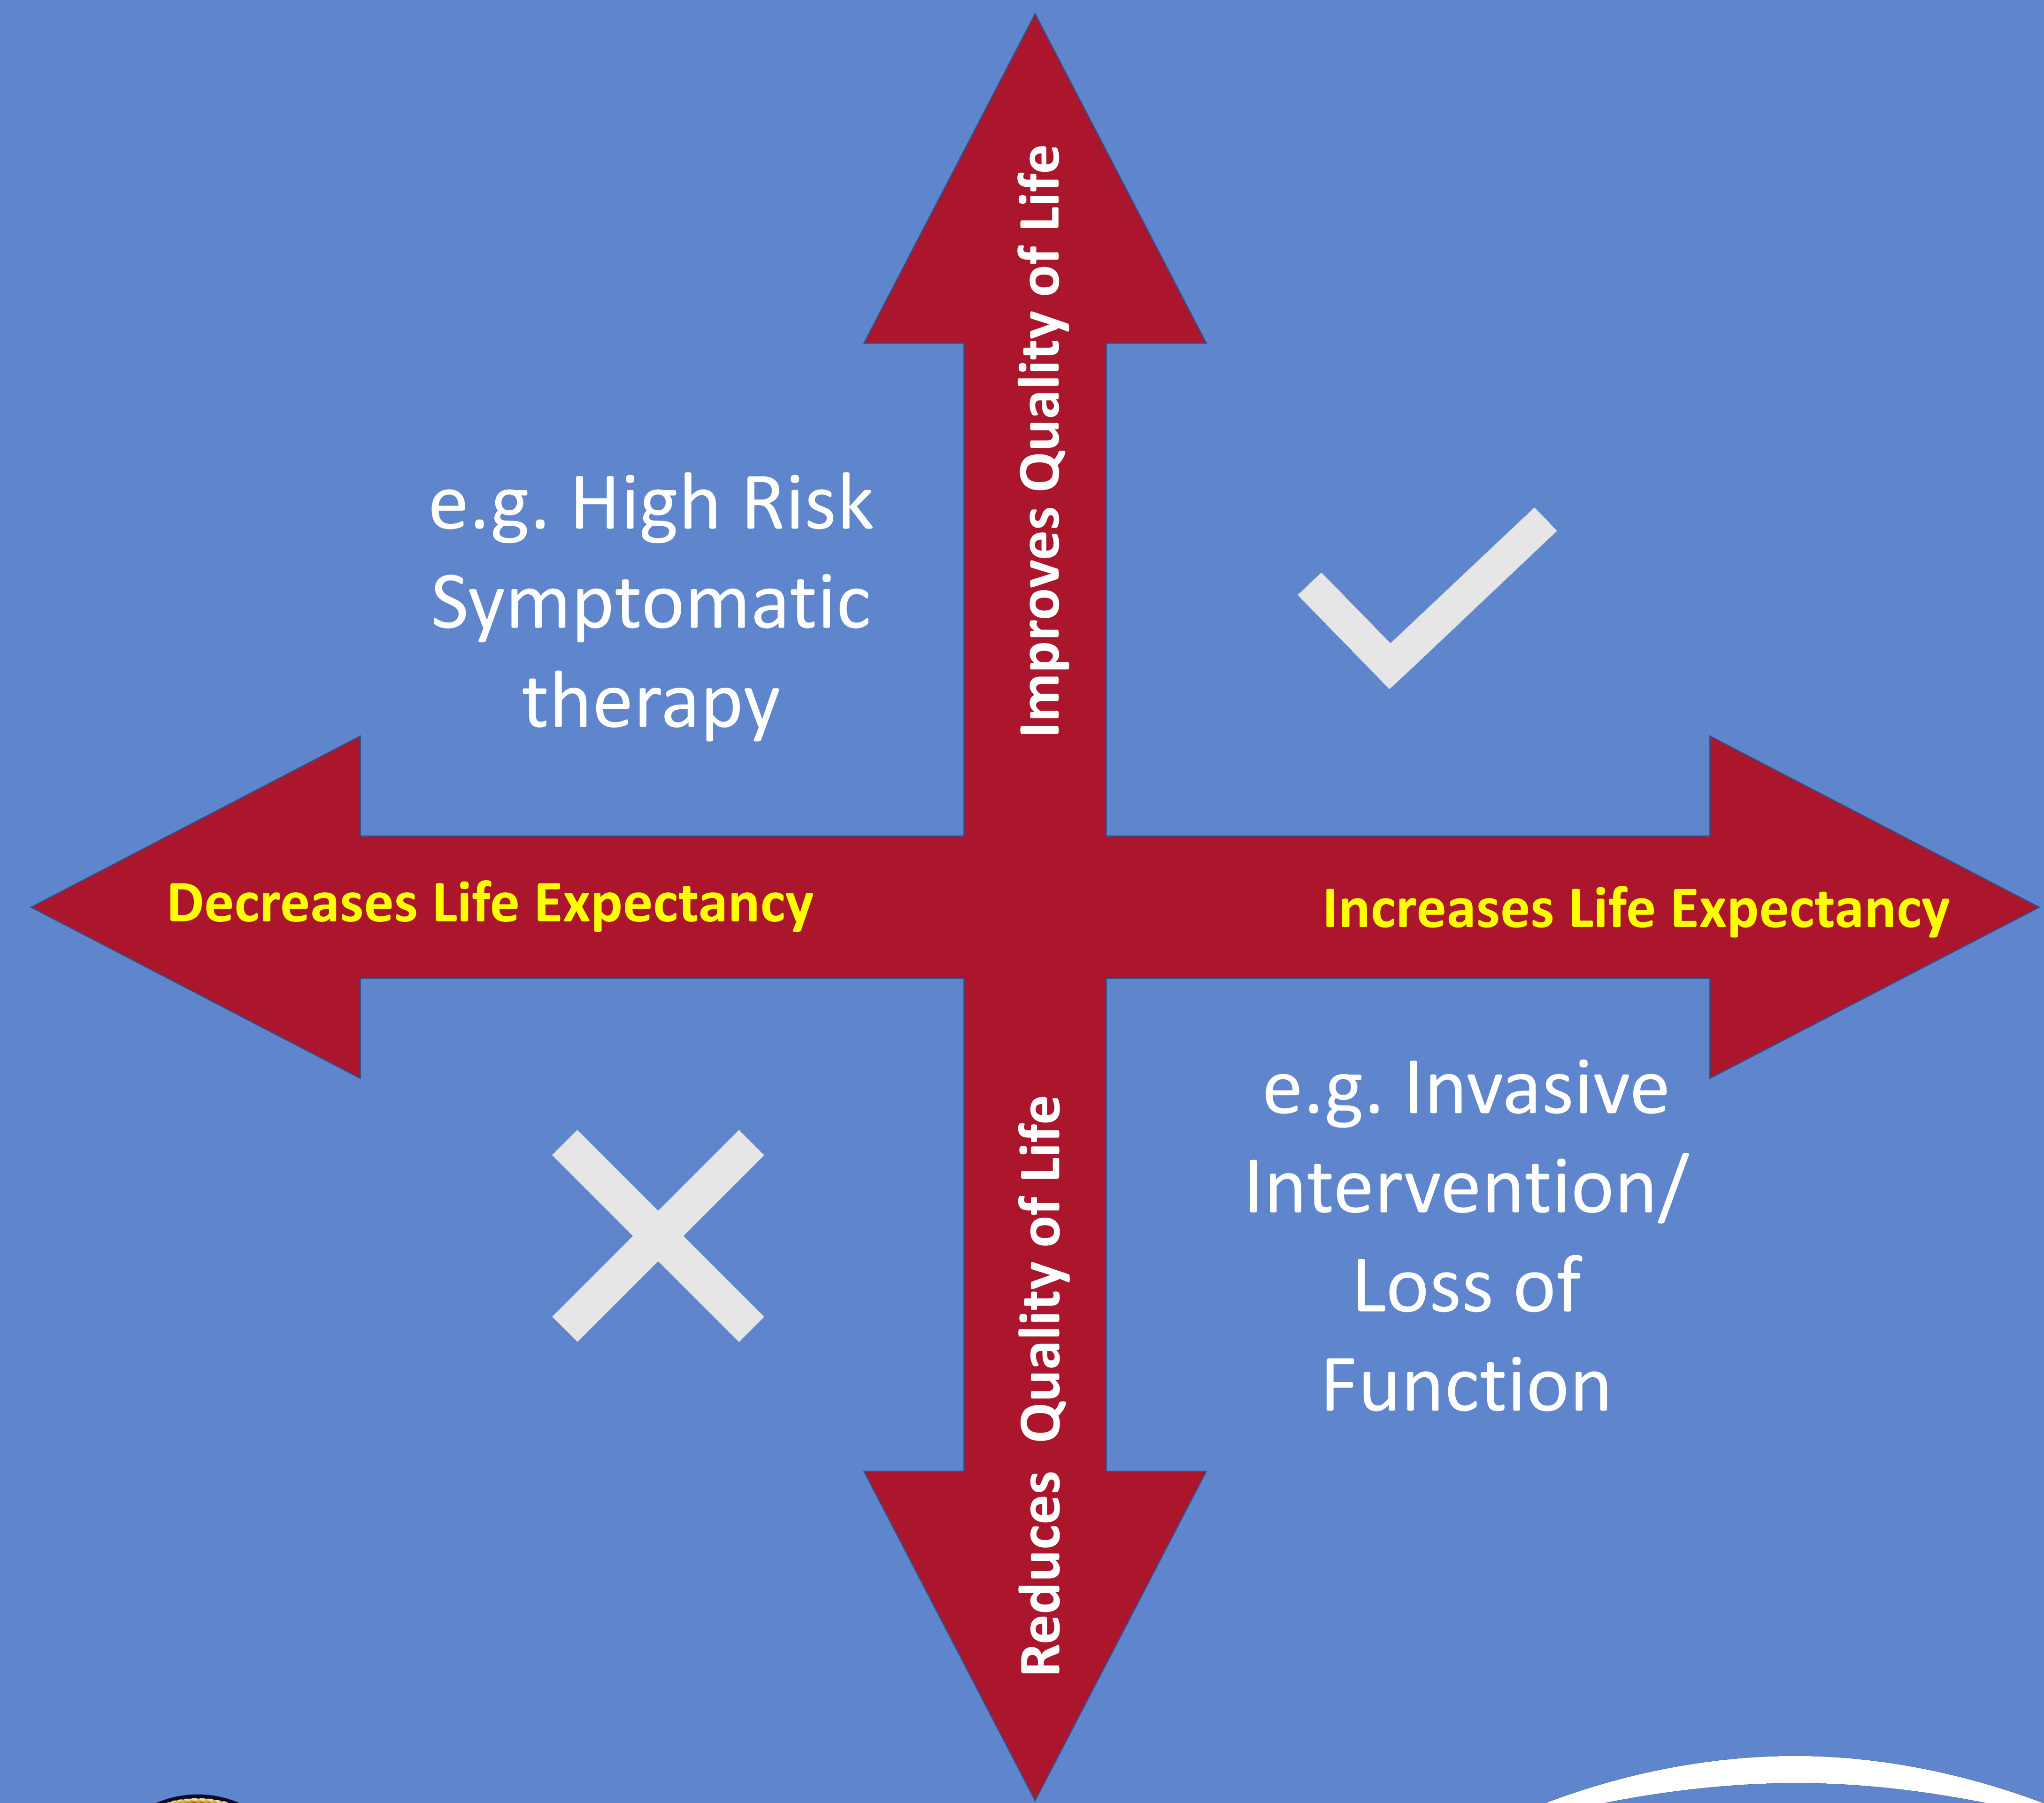 Improves Quality of Life
e.g. High Risk
Symptomatic
therapy
Decreases Life Expectancy
Increases Life Expectancy
e.g. Invasive
Intervention/
Loss of
Function
Reduces  Quality of Life